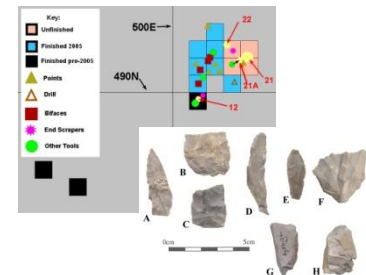 Key:
Unfinished
Finished 2005
Finished pre-2005
Points
Drill
Bifaces
End Scrapers
Other Tools
500E
490N
22
21
21A
12
A
B
C
D
E
F
G
H
0cm
5cm